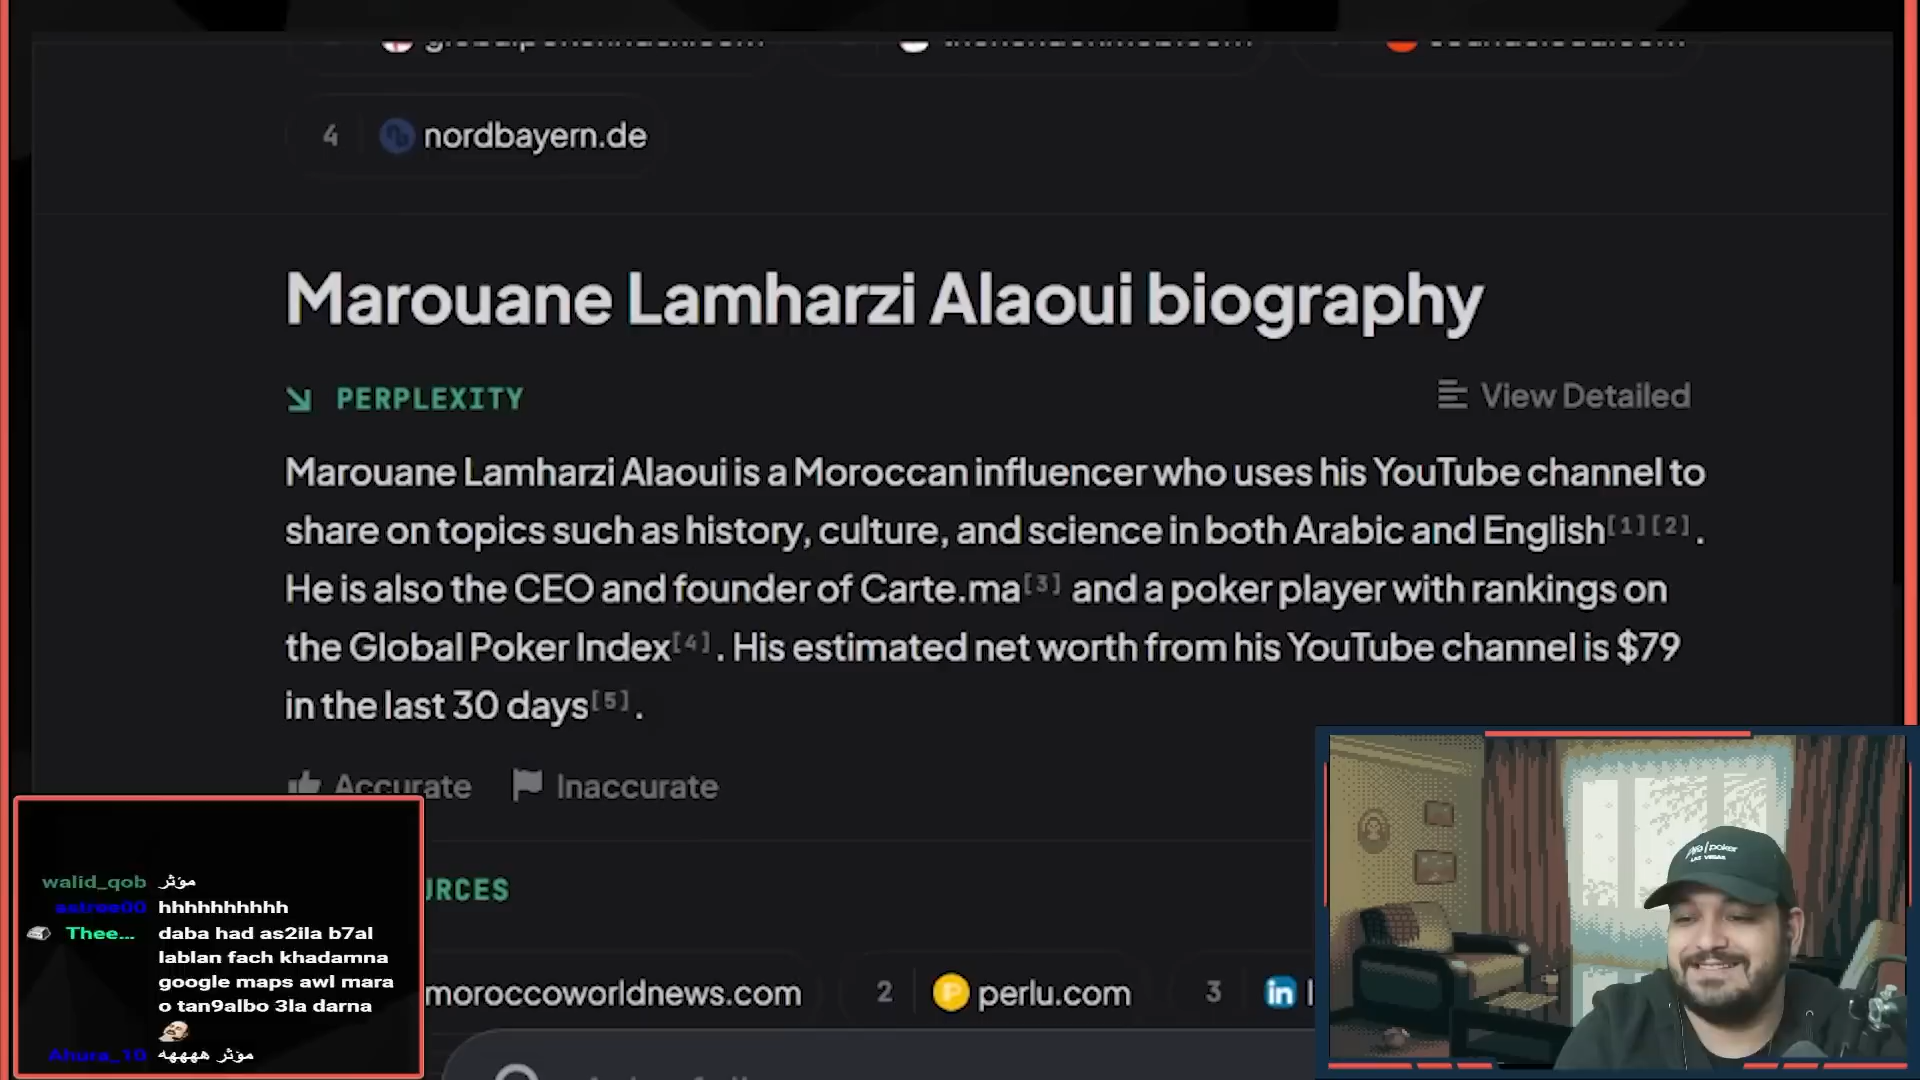 4 nordbayern.de
Marouane Lamharzi Alaoui biography
PERPLEXITY
View Detailed
Marouane Lamharzi Alaoui is a Moroccan influencer who uses his YouTube channel to
share on topics such as history, culture, and science in both Arabic and English[1][2].
He is also the CEO and founder of Carte.ma[3] and a poker player with rankings on
the Global Poker Index[4]. His estimated net worth from his YouTube channel is $79
in the last 30 days[5].
Accurate Inaccurate
URCES
moroccoworldnews.com 2 perlu.com 3 in
walid_qob مؤثر
hhhhhhhhhh
Thee... daba had as2ila b7al
lablan fach khadamna
google maps awl mara
o tan9albo 3la darna
Ahura_10 مؤثر ههههه
poker
LAS VEGAS